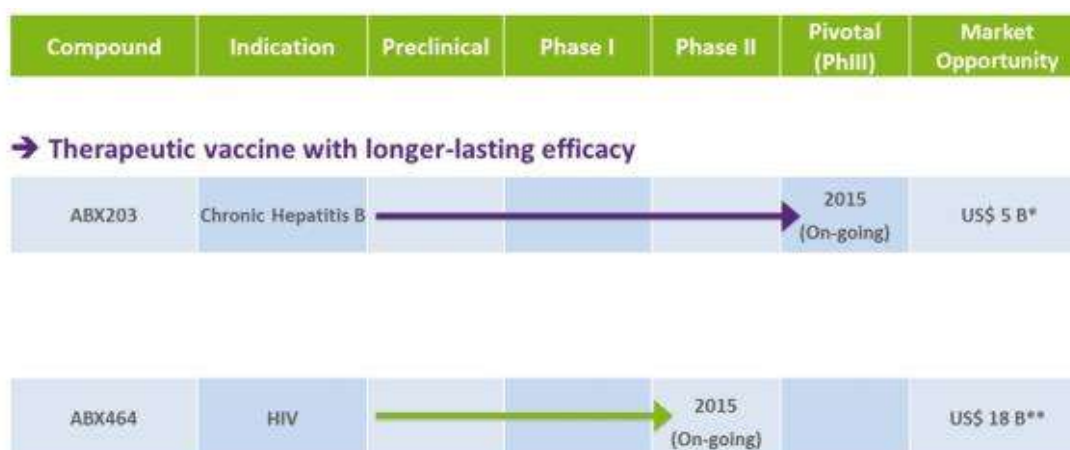 Compound Indication Preclinical Phase I Phase II Pivotal (PhIII) Market Opportunity
➔ Therapeutic vaccine with longer-lasting efficacy
ABX203 Chronic Hepatitis B 2015 (On-going) US$ 5 B*
ABX464 HIV 2015 (On-going) US$ 18 B**